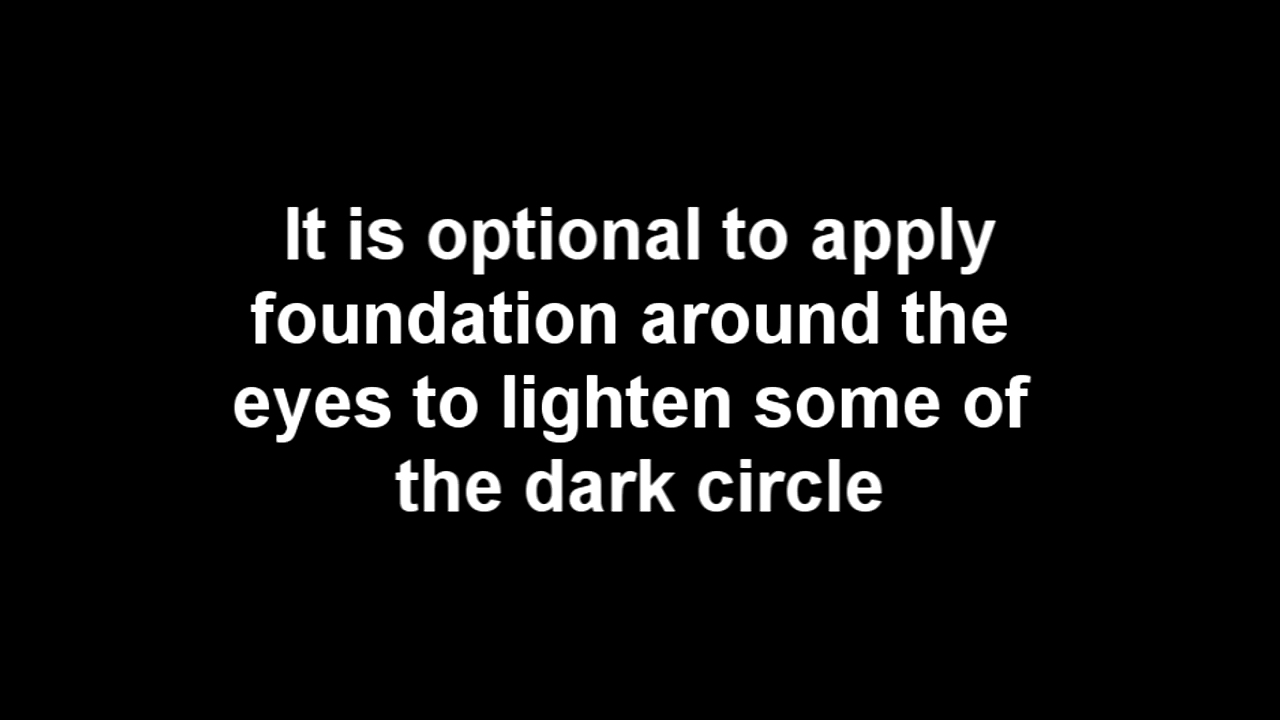 It is optional to apply
foundation around the
eyes to lighten some of
the dark circle